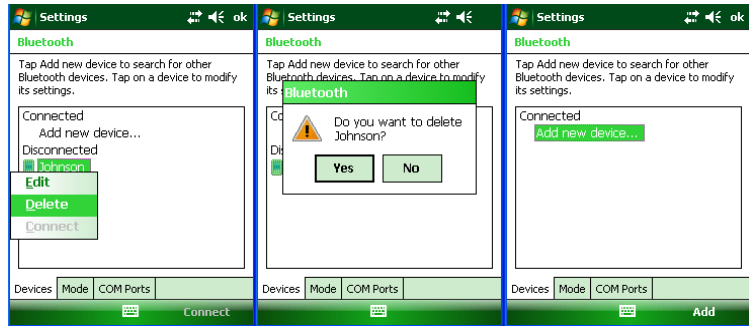 Settings
ok
Bluetooth
Tap Add new device to search for other
Bluetooth devices. Tap on a device to modify
its settings.
Connected
Add new device...
Disconnected
Johnson
Edit
Delete
Connect
Devices
Mode
COM Ports
Connect
Settings
Bluetooth
Tap Add new device to search for other
Bluetooth devices. Tap on a device to modify
its
Bluetooth
Do you want to delete
Johnson?
Yes
No
Devices
Mode
COM Ports
Settings
ok
Bluetooth
Tap Add new device to search for other
Bluetooth devices. Tap on a device to modify
its settings.
Connected
Add new device...
Devices
Mode
COM Ports
Add